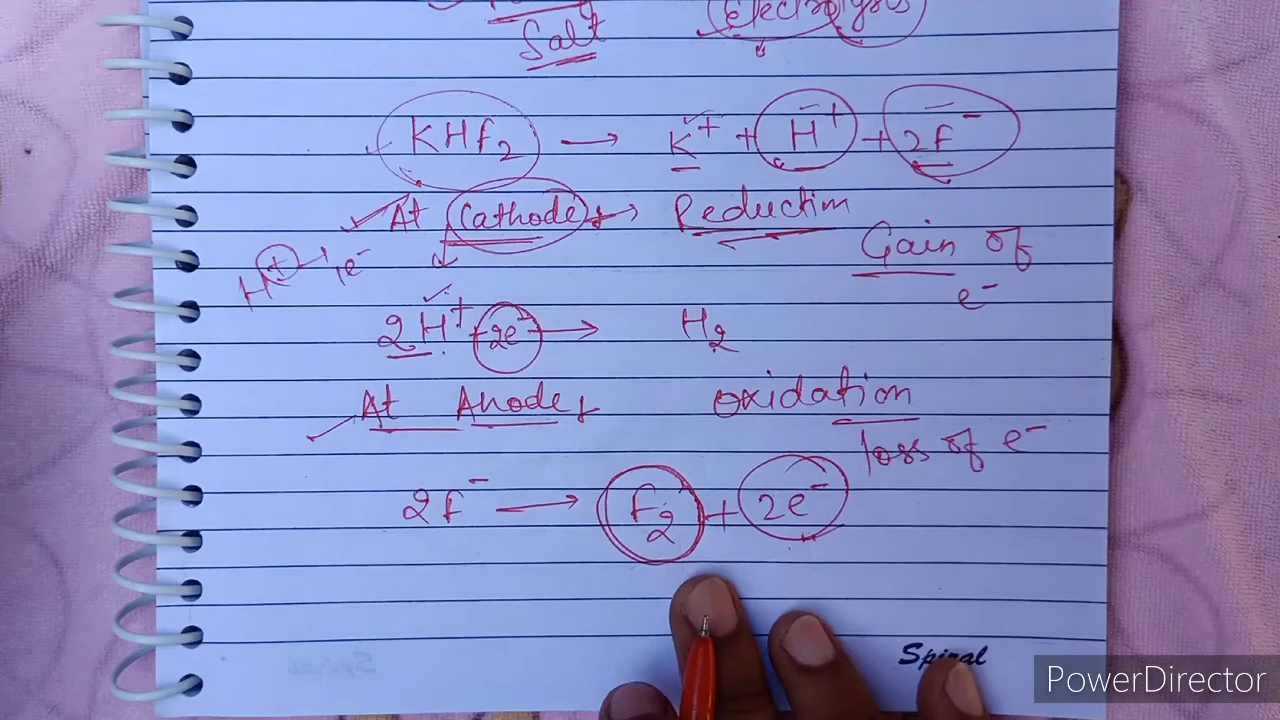 Salt Electrolysis
KHf₂ → K⁺ + H⁺ + 2f⁻
At Cathode, → Reduction
Gain of e⁻
H⁺ 1e⁻
2H⁺ + 2e⁻ → H₂
At Anode, Oxidation
loss of e⁻
2f⁻ → f₂ + 2e⁻
Spiral
PowerDirector